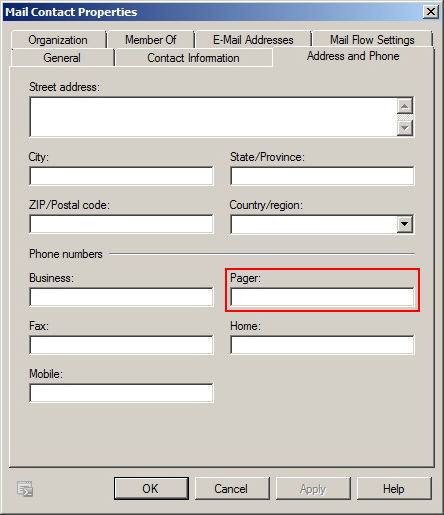 Mail Contact Properties
Organization Member Of E-Mail Addresses Mail Flow Settings
General Contact Information Address and Phone
Street address:
City: State/Province:
ZIP/Postal code: Country/region:
Phone numbers
Business: Pager:
Fax: Home:
Mobile:
OK Cancel Apply Help